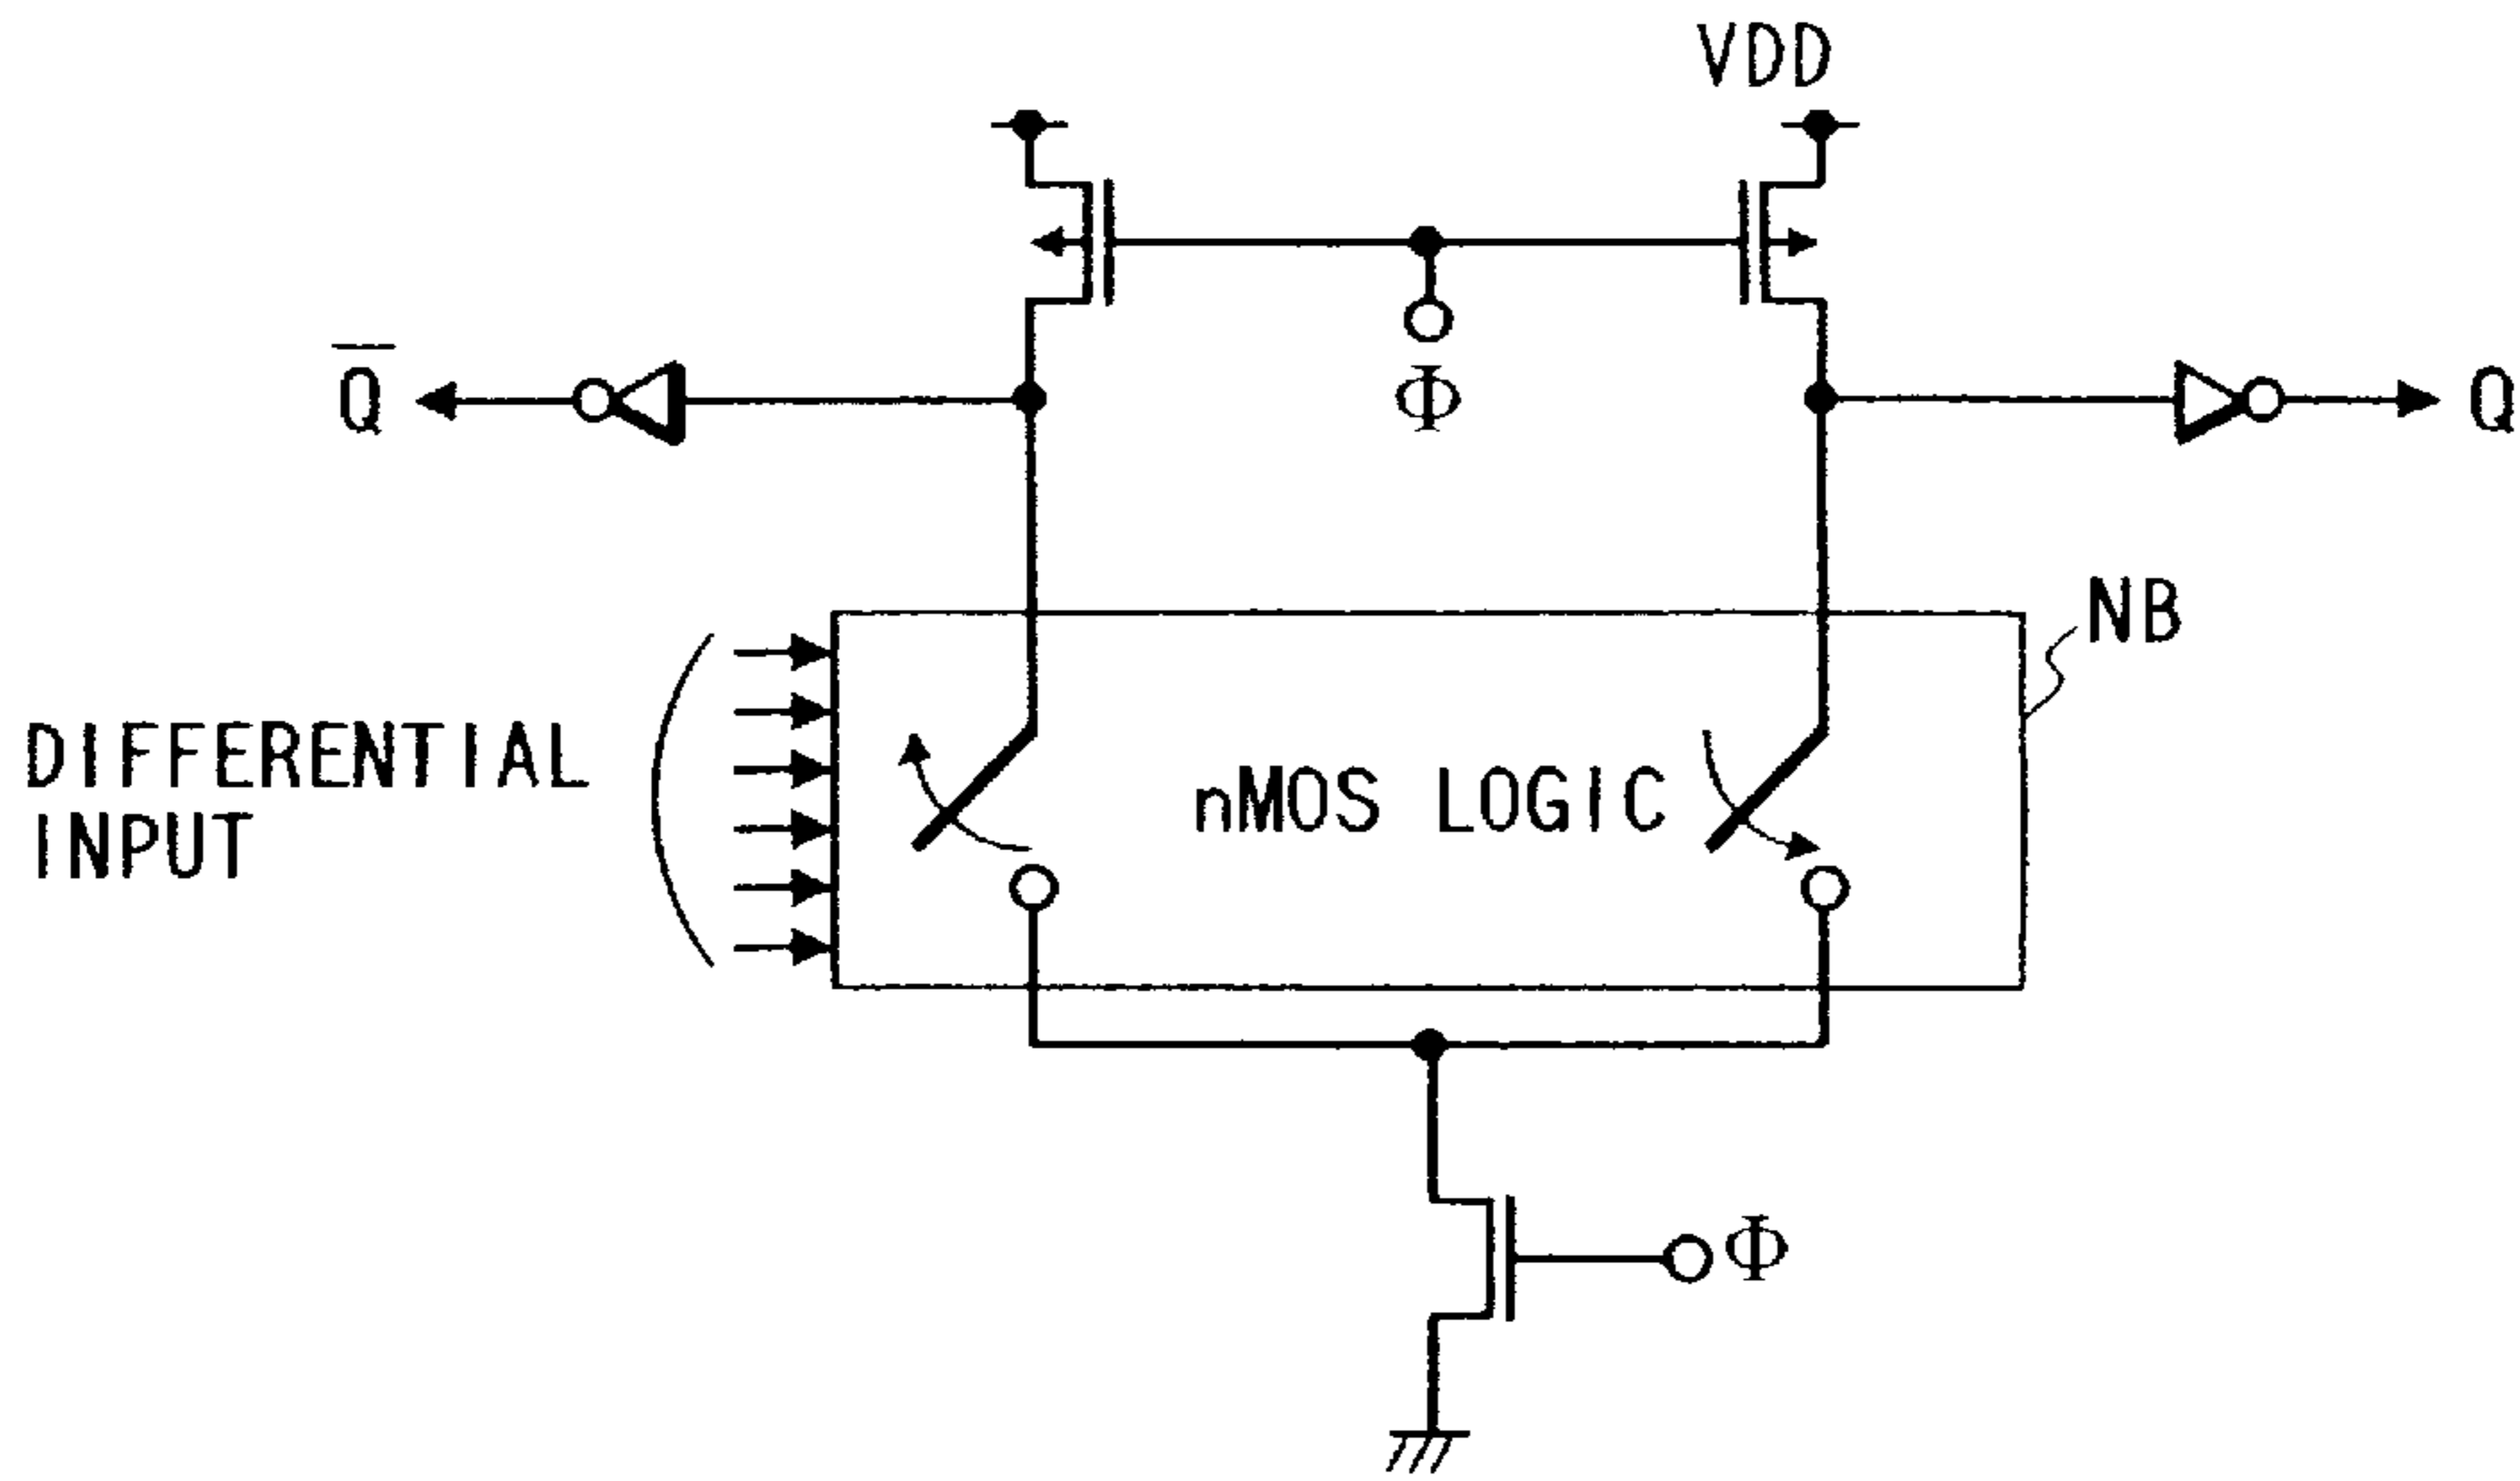 VDD
Q̅
Φ
Q
NB
DIFFERENTIAL
INPUT
nMOS LOGIC
Φ